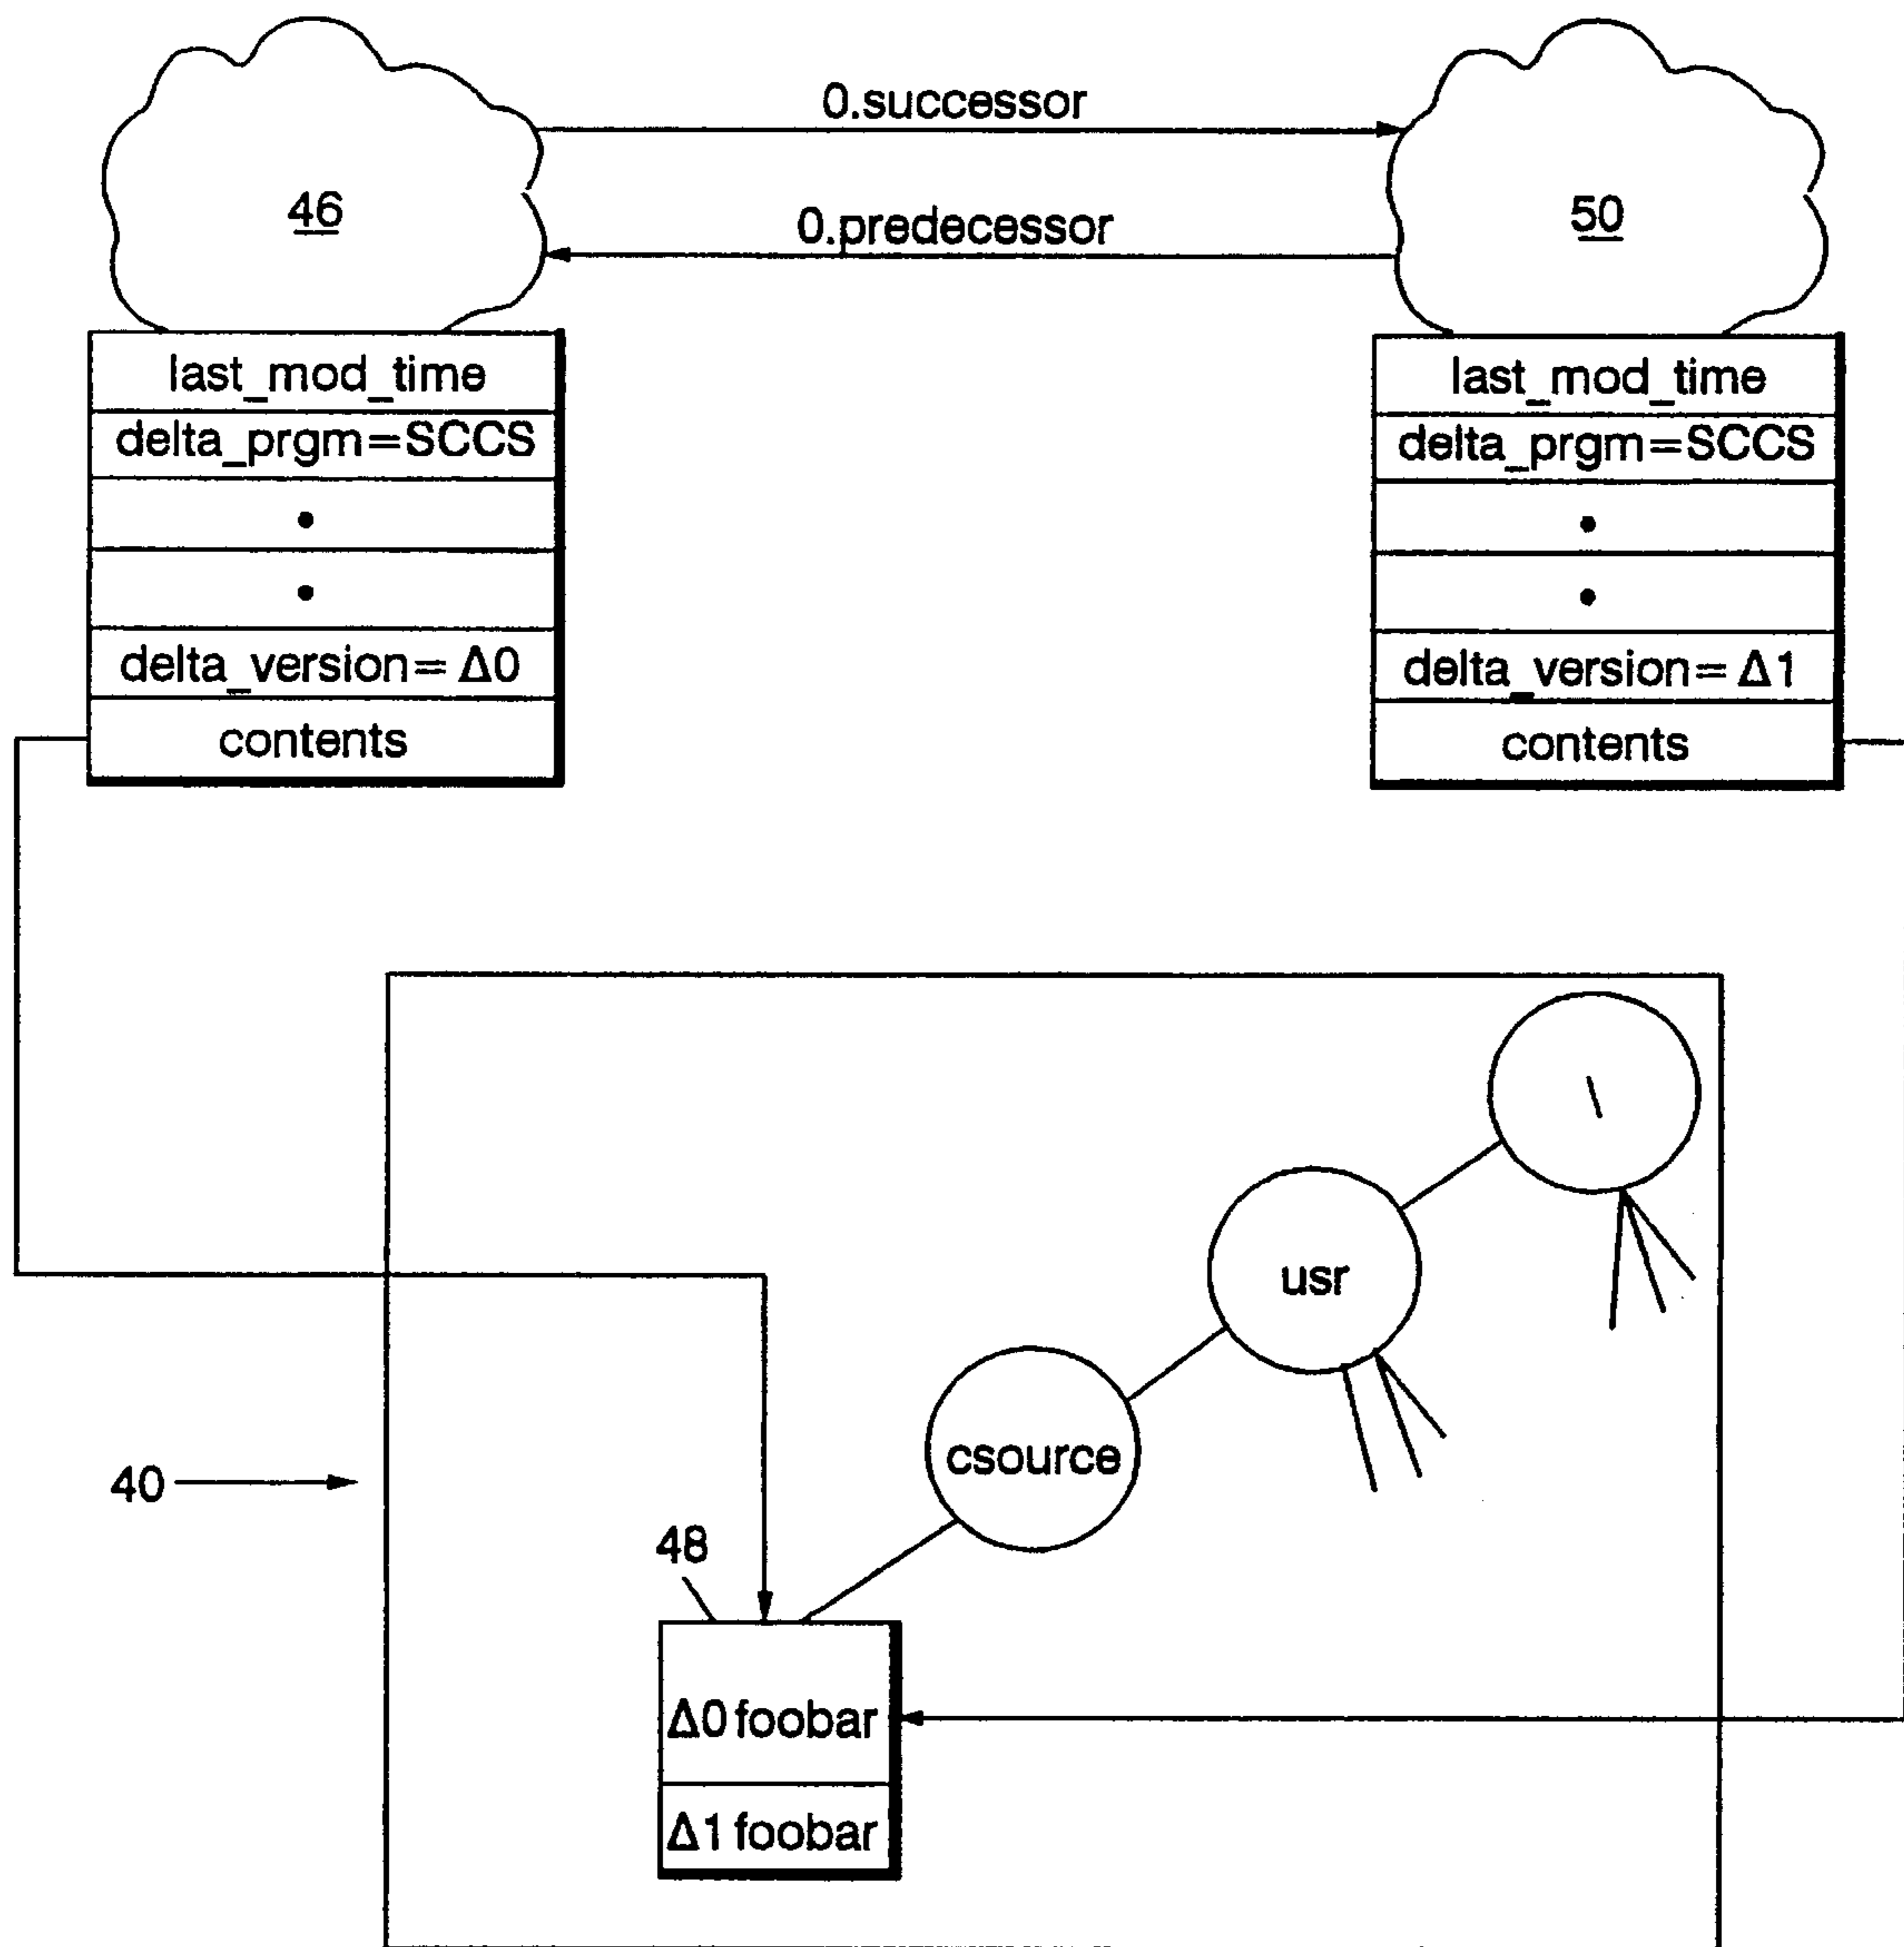 0.successor
46
0.predecessor
50
last_mod_time
delta_prgm=SCCS
•
•
delta_version=Δ0
contents
last_mod_time
delta_prgm=SCCS
•
•
delta_version=Δ1
contents
\
usr
csource
40
48
Δ0 foobar
Δ1 foobar